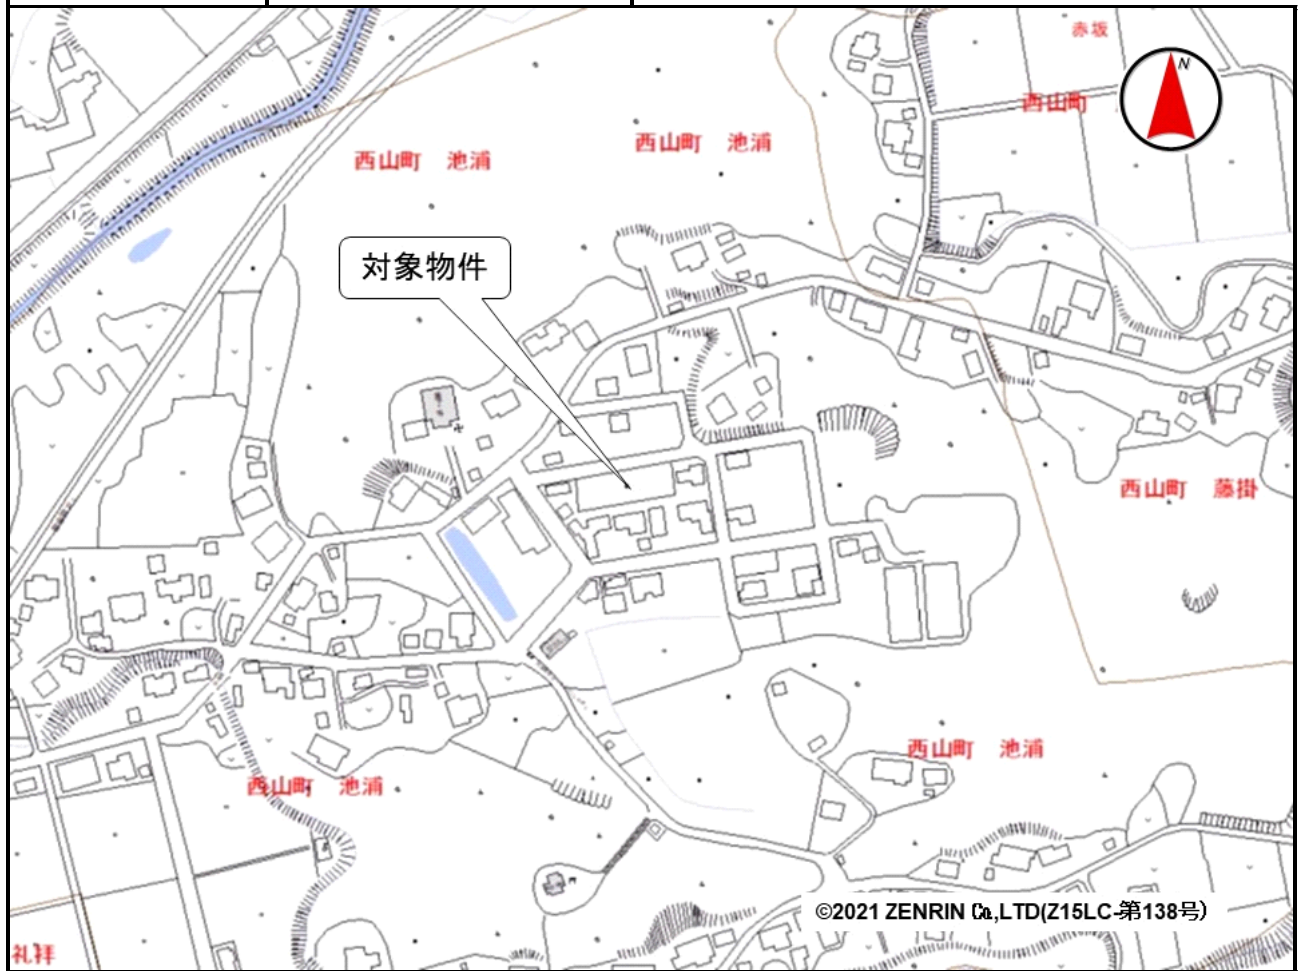 赤坂
N
西山町
西山町 池浦
西山町 池浦
対象物件
西山町 藤掛
西山町 池浦
西山町 池浦
©2021 ZENRIN Co,LTD(Z15LC-第138号)
礼拝